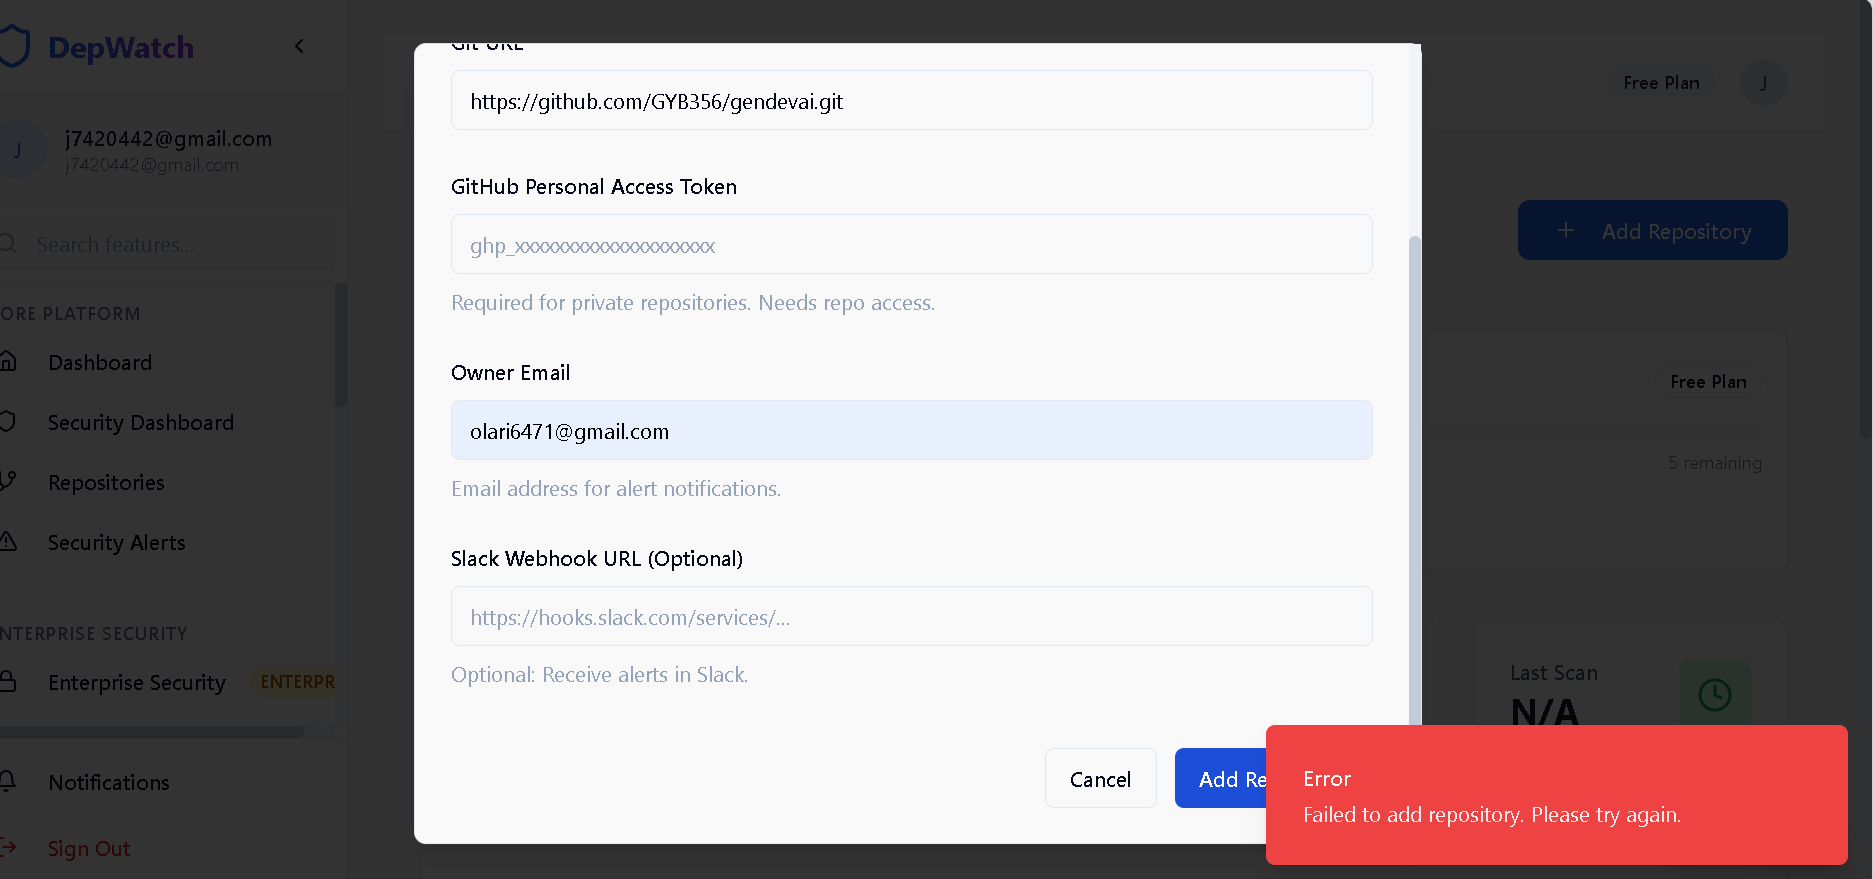 DepWatch
j7420442@gmail.com
j7420442@gmail.com
J
Search features...
ORE PLATFORM
Dashboard
Security Dashboard
Repositories
Security Alerts
NTERPRISE SECURITY
Enterprise Security
ENTERPR
Notifications
Sign Out
Git URL
https://github.com/GYB356/gendevai.git
GitHub Personal Access Token
ghp_xxxxxxxxxxxxxxxxxxxx
Required for private repositories. Needs repo access.
Owner Email
olari6471@gmail.com
Email address for alert notifications.
Slack Webhook URL (Optional)
https://hooks.slack.com/services/...
Optional: Receive alerts in Slack.
Cancel
Add Re
Free Plan
J
+ Add Repository
Free Plan
5 remaining
Last Scan
N/A
Error
Failed to add repository. Please try again.